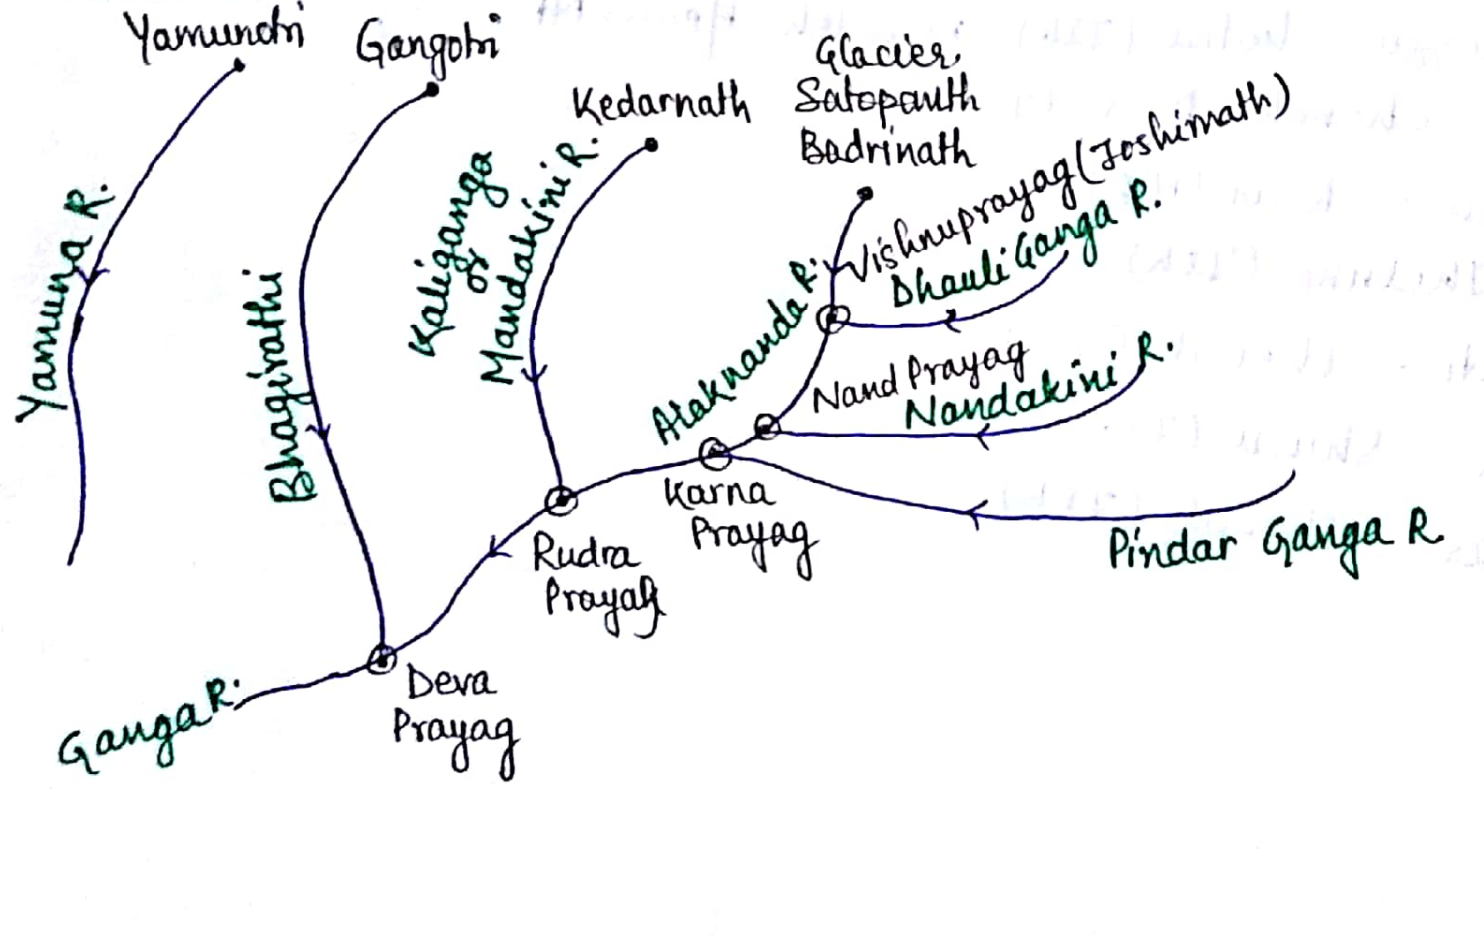 Yamunotri
Gangotri
Kedarnath
Glacier
Satopanth
Badrinath
Yamuna R.
Bhagirathi
Kaliganga
or
Mandakini R.
Alaknanda R.
Vishnuprayag (Joshimath)
Dhauli Ganga R.
Nand Prayag
Nandakini R.
Karna
Prayag
Pindar Ganga R.
Rudra
Prayag
Deva
Prayag
Ganga R.